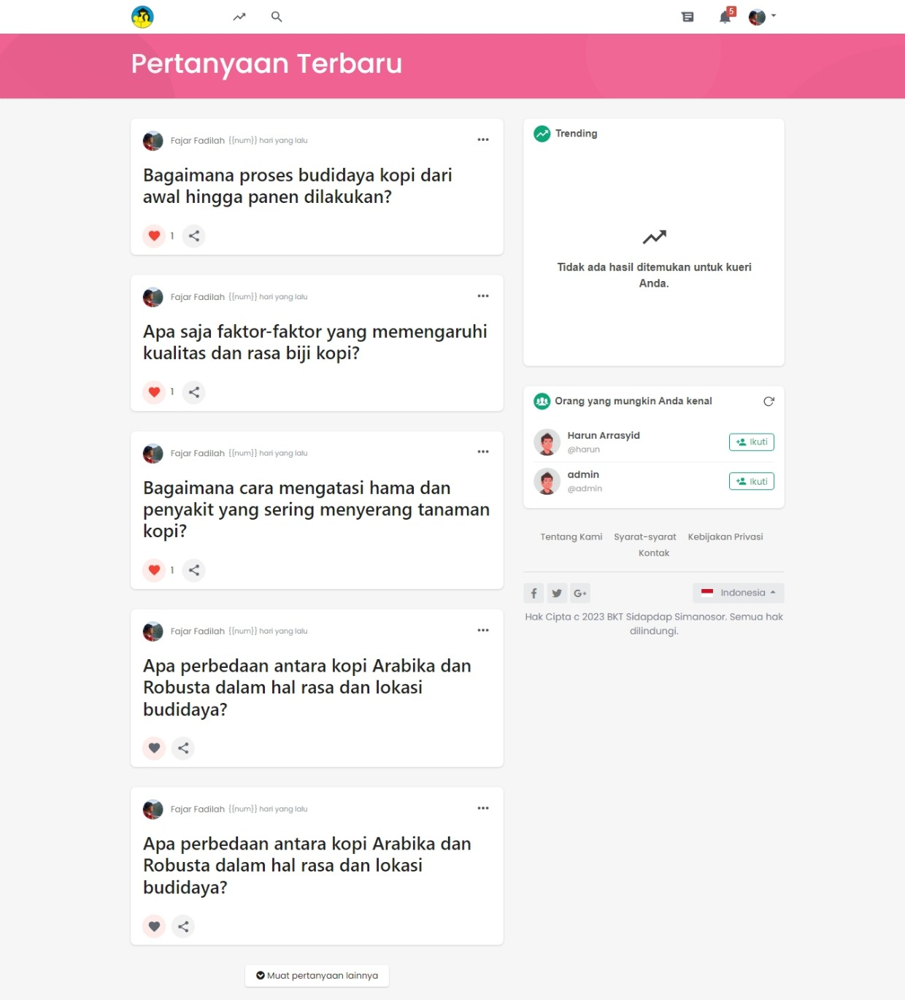 5
Pertanyaan Terbaru
Fajar Fadilah {{num}} hari yang lalu
Bagaimana proses budidaya kopi dari
awal hingga panen dilakukan?
1
Fajar Fadilah {{num}} hari yang lalu
Apa saja faktor-faktor yang memengaruhi
kualitas dan rasa biji kopi?
1
Fajar Fadilah {{num}} hari yang lalu
Bagaimana cara mengatasi hama dan
penyakit yang sering menyerang tanaman
kopi?
1
Fajar Fadilah {{num}} hari yang lalu
Apa perbedaan antara kopi Arabika dan
Robusta dalam hal rasa dan lokasi
budidaya?
Fajar Fadilah {{num}} hari yang lalu
Apa perbedaan antara kopi Arabika dan
Robusta dalam hal rasa dan lokasi
budidaya?
Muat pertanyaan lainnya
Trending
Tidak ada hasil ditemukan untuk kueri
Anda.
Orang yang mungkin Anda kenal
Harun Arrasyid
@harun
Ikuti
admin
@admin
Ikuti
Tentang Kami Syarat-syarat Kebijakan Privasi
Kontak
Indonesia
Hak Cipta c 2023 BKT Sidapdap Simanosor. Semua hak
dilindungi.